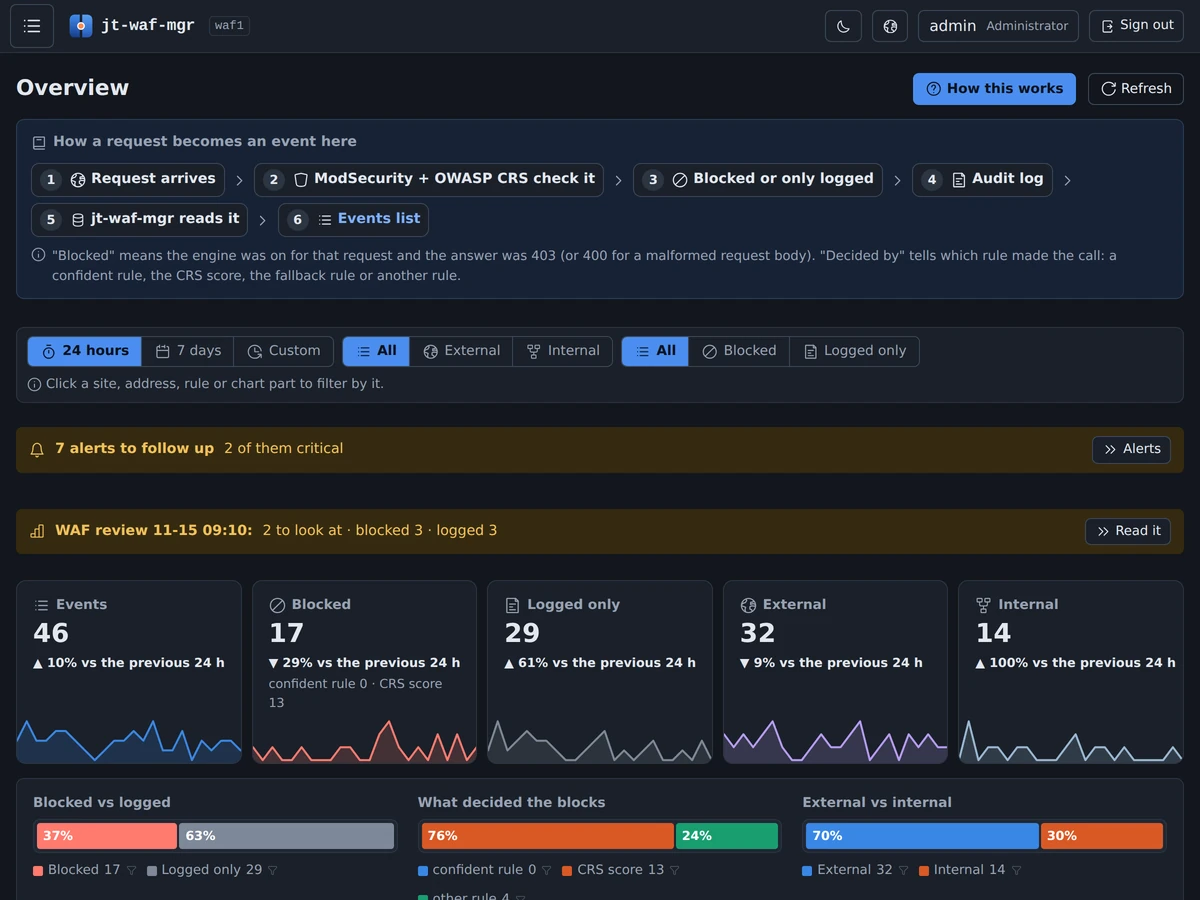 jt-waf-mgr waf1 admin Administrator Sign out
Overview How this works Refresh
How a request becomes an event here
1 Request arrives 2 ModSecurity + OWASP CRS check it 3 Blocked or only logged 4 Audit log
5 jt-waf-mgr reads it 6 Events list
"Blocked" means the engine was on for that request and the answer was 403 (or 400 for a malformed request body). "Decided by" tells which rule made the call: a
confident rule, the CRS score, the fallback rule or another rule.
24 hours 7 days Custom All External Internal All Blocked Logged only
Click a site, address, rule or chart part to filter by it.
7 alerts to follow up 2 of them critical Alerts
WAF review 11-15 09:10: 2 to look at · blocked 3 · logged 3 Read it
Events
46
▲ 10% vs the previous 24 h
Blocked
17
▼ 29% vs the previous 24 h
confident rule 0 · CRS score
13
Logged only
29
▲ 61% vs the previous 24 h
External
32
▼ 9% vs the previous 24 h
Internal
14
▲ 100% vs the previous 24 h
Blocked vs logged
37% 63%
Blocked 17 Logged only 29
What decided the blocks
76% 24%
confident rule 0 CRS score 13
other rule 4
External vs internal
70% 30%
External 32 Internal 14